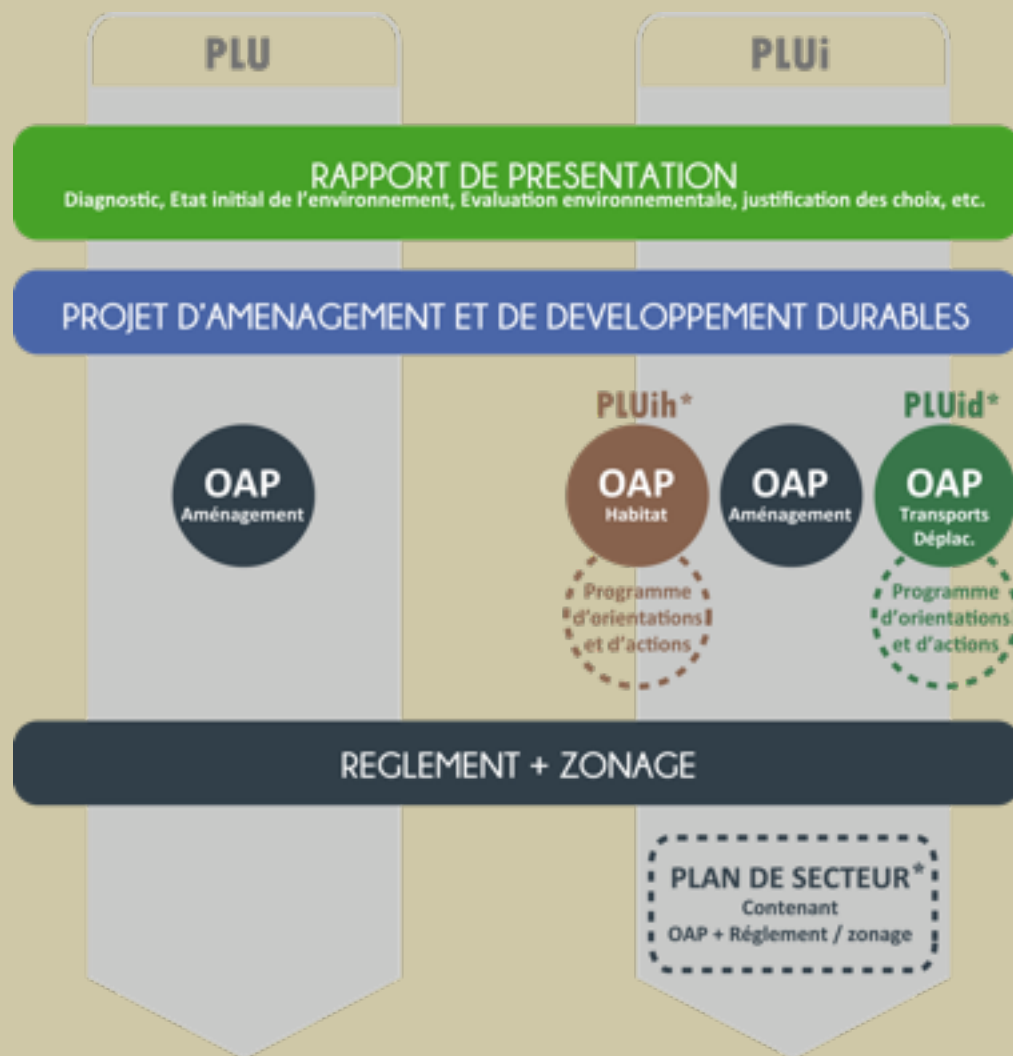 PLU
PLUi
RAPPORT DE PRESENTATION
Diagnostic, Etat initial de l'environnement, Evaluation environnementale, justification des choix, etc.
PROJET D'AMENAGEMENT ET DE DEVELOPPEMENT DURABLES
PLUih*
PLUid*
OAP
Aménagement
OAP
Habitat
OAP
Aménagement
OAP
Transports
Déplac.
Programme
d'orientations
et d'actions
Programme
d'orientations
et d'actions
REGLEMENT + ZONAGE
PLAN DE SECTEUR*
Contenant
OAP + Réglement / zonage